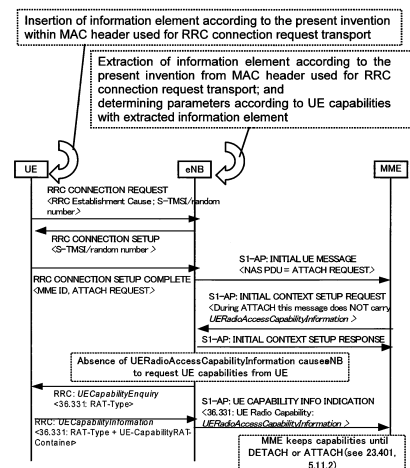 Insertion of information element according to the present invention
within MAC header used for RRC connection request transport
Extraction of information element according to the
present invention from MAC header used for RRC
connection request transport; and
determining parameters according to UE capabilities
with extracted information element
UE
eNB
MME
RRC CONNECTION REQUEST
<RRC Establishment Cause; S-TMSI/random
number >
RRC CONNECTION SETUP
<S-TMSI/random number >
S1-AP: INITIAL UE MESSAGE
<NAS PDU = ATTACH REQUEST>
RRC CONNECTION SETUP COMPLETE
<MME ID, ATTACH REQUEST>
S1-AP: INITIAL CONTEXT SETUP REQUEST
<During ATTACH this message does NOT carry
UERadioAccessCapabilityInformation >
S1-AP: INITIAL CONTEXT SETUP RESPONSE
Absence of UERadioAccessCapabilityInformation causes eNB
to request UE capabilities from UE
RRC: UECapabilityEnquiry
<36.331: RAT-Type>
S1-AP: UE CAPABILITY INFO INDICATION
<36.331: UE Radio Capability:
UERadioAccessCapabilityInformation >
RRC: UECapabilityInformation
<36.331: RAT-Type + UE-CapabilityRAT-
Container>
MME keeps capabilities until
DETACH or ATTACH(see 23.401,
5.11.2)